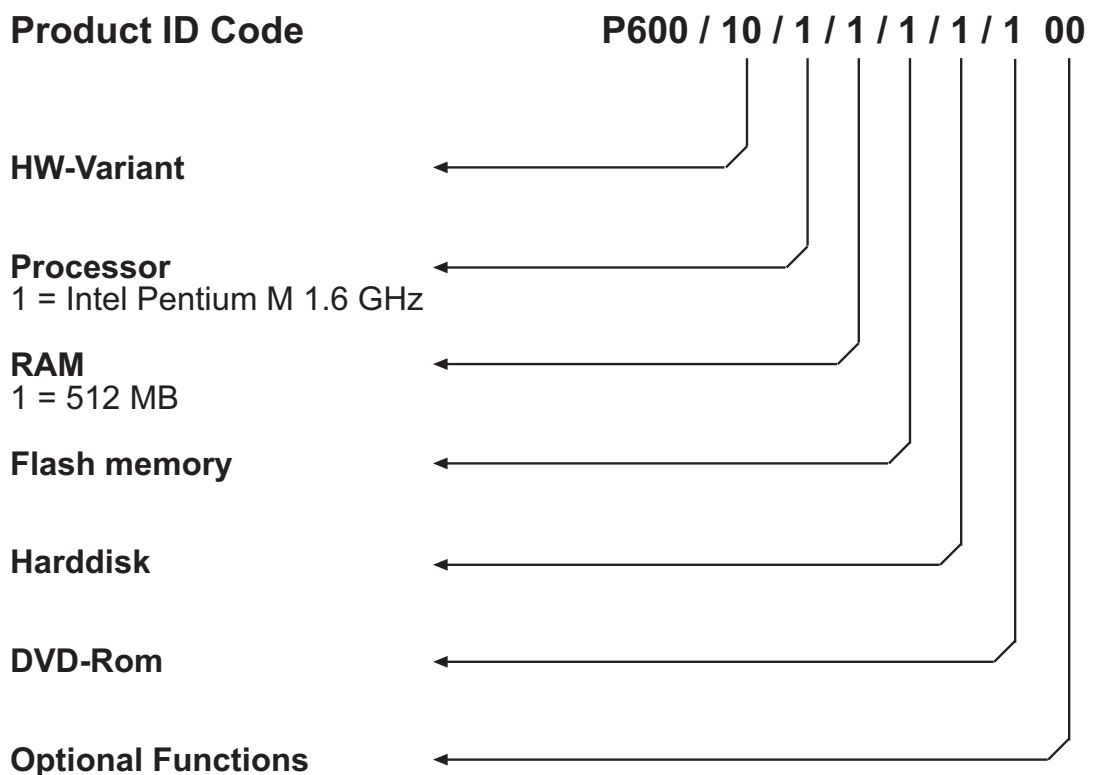 Product ID Code P600 / 10 / 1 / 1 / 1 / 1 / 1 00
HW-Variant
Processor
1 = Intel Pentium M 1.6 GHz
RAM
1 = 512 MB
Flash memory
Harddisk
DVD-Rom
Optional Functions